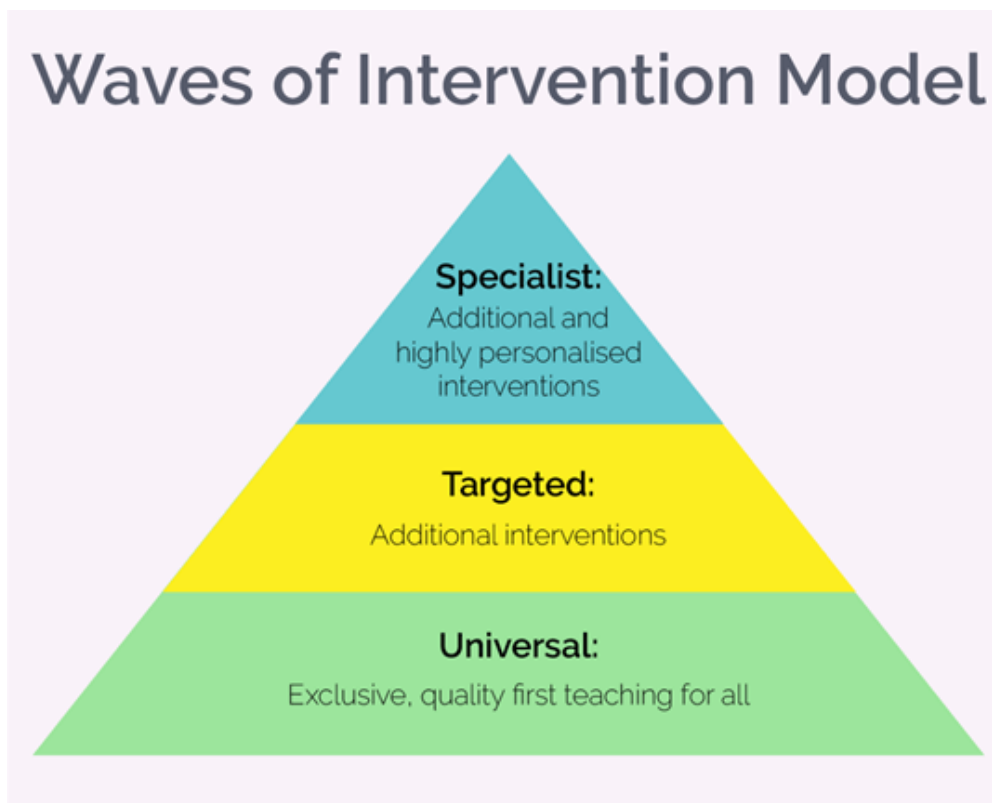 Waves of Intervention Model
Specialist:
Additional and
highly personalised
interventions
Targeted:
Additional interventions
Universal:
Exclusive, quality first teaching for all